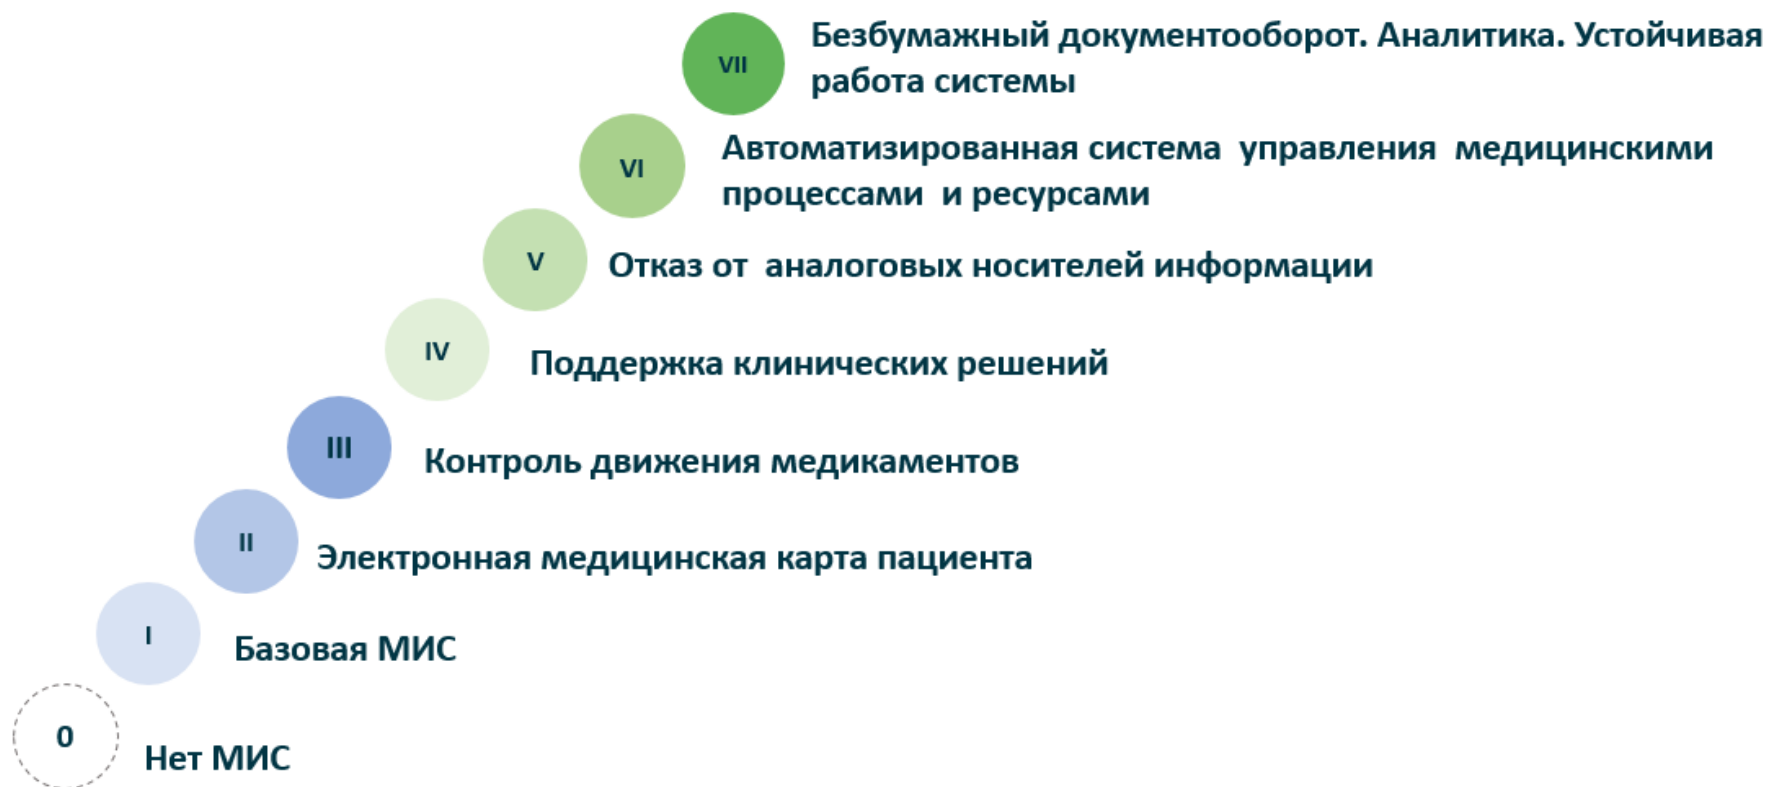 VII
Безбумажный документооборот. Аналитика. Устойчивая
работа системы
VI
Автоматизированная система управления медицинскими
процессами и ресурсами
V
Отказ от аналоговых носителей информации
IV
Поддержка клинических решений
III
Контроль движения медикаментов
II
Электронная медицинская карта пациента
I
Базовая МИС
0
Нет МИС